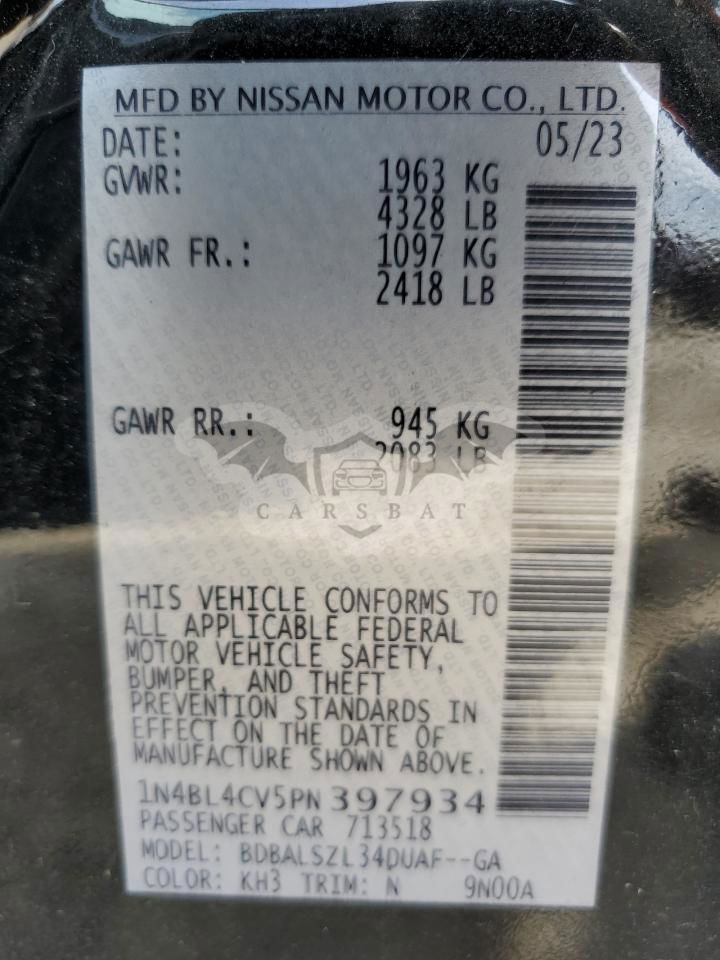 MFD BY NISSAN MOTOR CO., LTD.
DATE: 05/23
GVWR: 1963 KG
4328 LB
GAWR FR.: 1097 KG
2418 LB
GAWR RR.: 945 KG
2083 LB
CARSBAT
THIS VEHICLE CONFORMS TO
ALL APPLICABLE FEDERAL
MOTOR VEHICLE SAFETY,
BUMPER, AND THEFT
PREVENTION STANDARDS IN
EFFECT ON THE DATE OF
MANUFACTURE SHOWN ABOVE.
1N4BL4CV5PN397934
PASSENGER CAR 713518
MODEL: BDBALSZL34DUAF--GA
COLOR: KH3 TRIM: N 9N00A